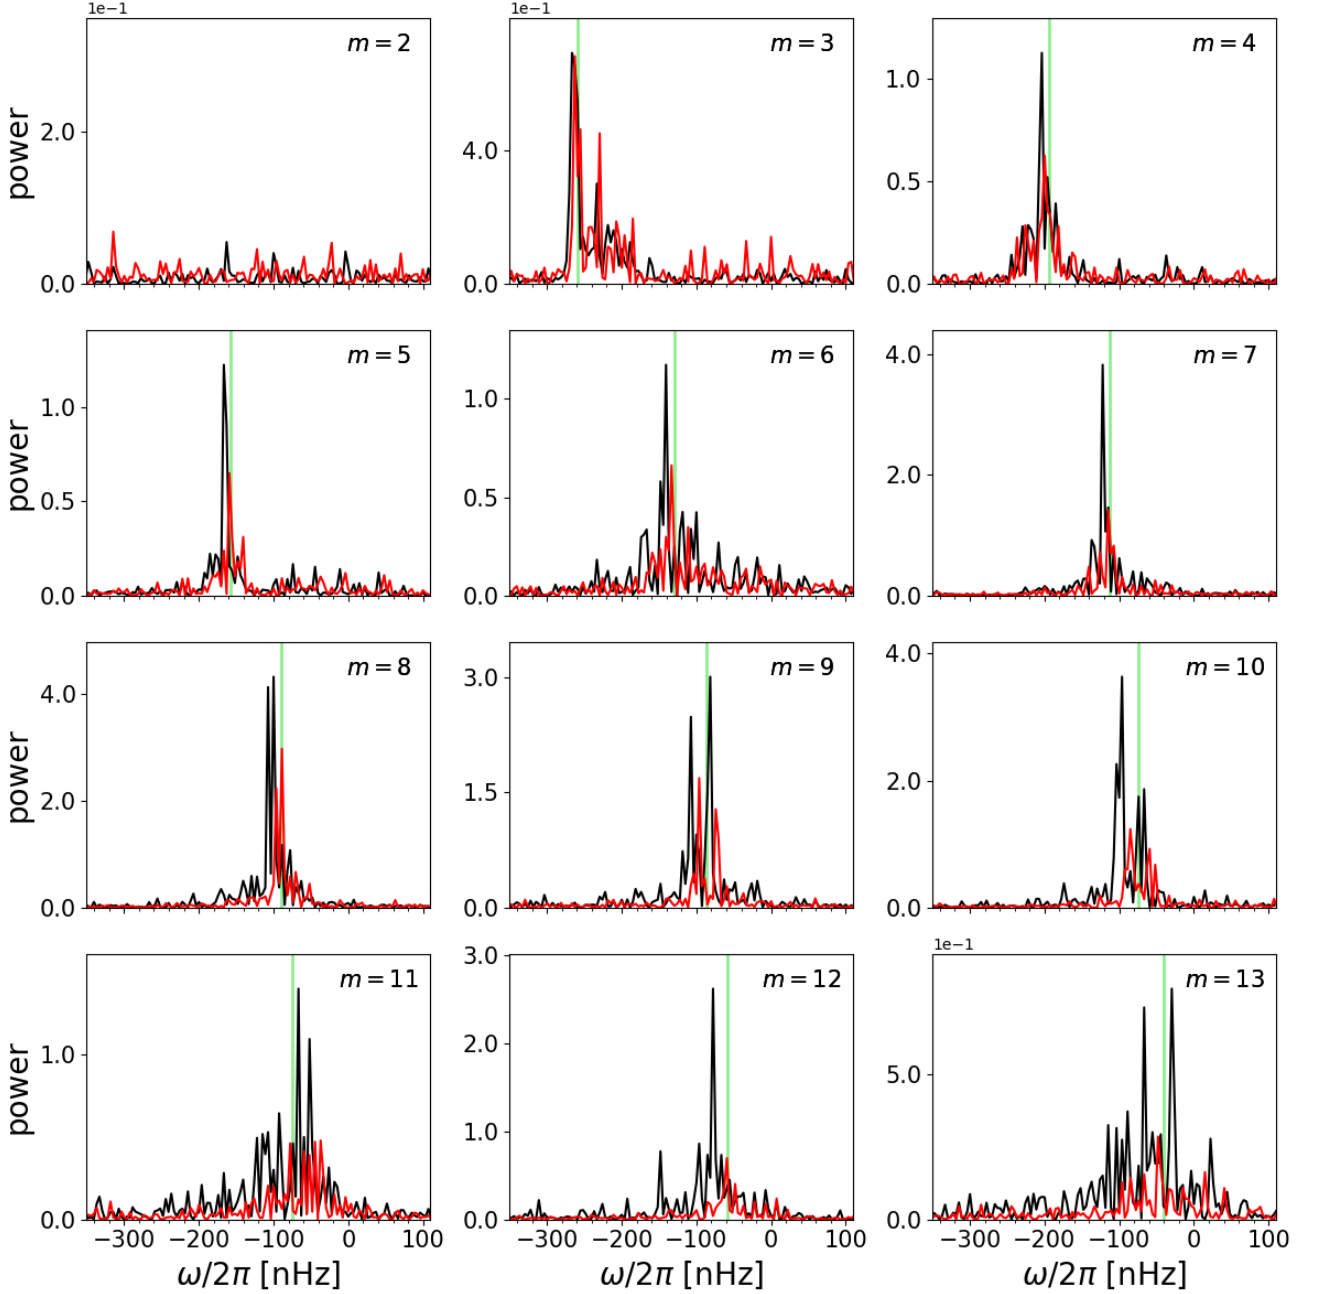 1e−1
1e−1
m = 2
m = 3
m = 4
power
2.0
0.0
4.0
0.0
1.0
0.5
0.0
m = 5
m = 6
m = 7
power
1.0
0.5
0.0
1.0
0.5
0.0
4.0
2.0
0.0
m = 8
m = 9
m = 10
power
4.0
2.0
0.0
3.0
1.5
0.0
4.0
2.0
0.0
1e−1
m = 11
m = 12
m = 13
power
1.0
0.0
3.0
2.0
1.0
0.0
5.0
0.0
−300 −200 −100 0 100
−300 −200 −100 0 100
−300 −200 −100 0 100
ω/2π [nHz]
ω/2π [nHz]
ω/2π [nHz]